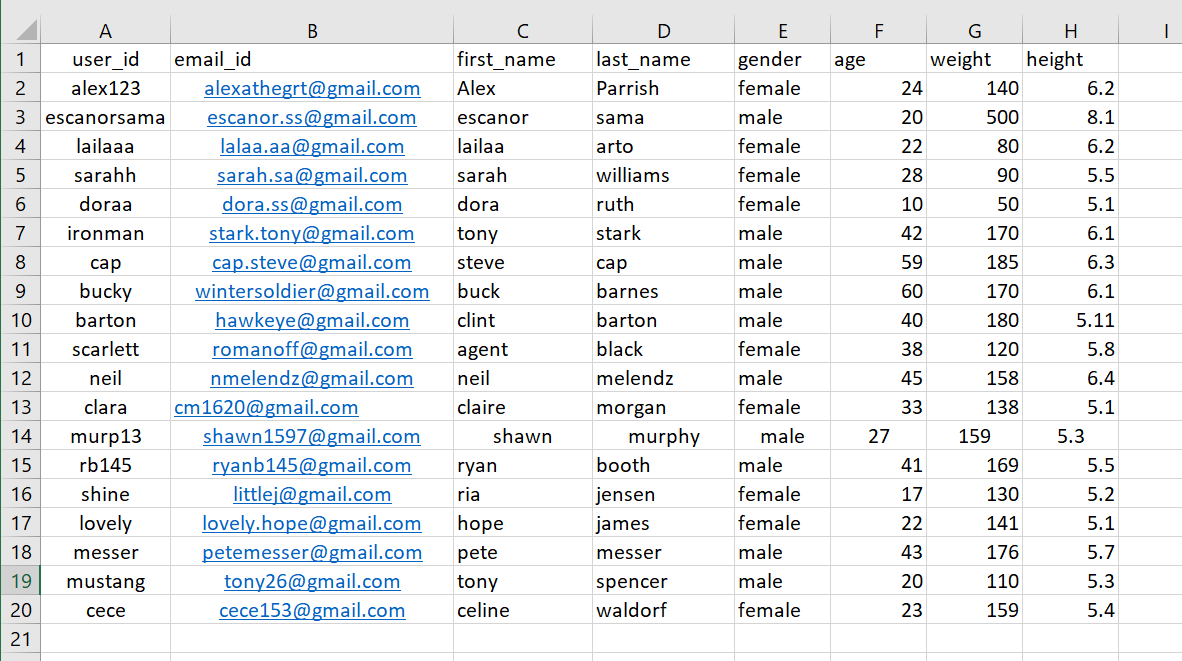 A B C D E F G H I
1 user_id email_id first_name last_name gender age weight height
2 alex123 alexathegrt@gmail.com Alex Parrish female 24 140 6.2
3 escanorsama escanor.ss@gmail.com escanor sama male 20 500 8.1
4 lailaaa lalaa.aa@gmail.com lailaa arto female 22 80 6.2
5 sarahh sarah.sa@gmail.com sarah williams female 28 90 5.5
6 doraa dora.ss@gmail.com dora ruth female 10 50 5.1
7 ironman stark.tony@gmail.com tony stark male 42 170 6.1
8 cap cap.steve@gmail.com steve cap male 59 185 6.3
9 bucky wintersoldier@gmail.com buck barnes male 60 170 6.1
10 barton hawkeye@gmail.com clint barton male 40 180 5.11
11 scarlett romanoff@gmail.com agent black female 38 120 5.8
12 neil nmelendz@gmail.com neil melendz male 45 158 6.4
13 clara cm1620@gmail.com claire morgan female 33 138 5.1
14 murp13 shawn1597@gmail.com shawn murphy male 27 159 5.3
15 rb145 ryanb145@gmail.com ryan booth male 41 169 5.5
16 shine littlej@gmail.com ria jensen female 17 130 5.2
17 lovely lovely.hope@gmail.com hope james female 22 141 5.1
18 messer petemesser@gmail.com pete messer male 43 176 5.7
19 mustang tony26@gmail.com tony spencer male 20 110 5.3
20 cece cece153@gmail.com celine waldorf female 23 159 5.4
21